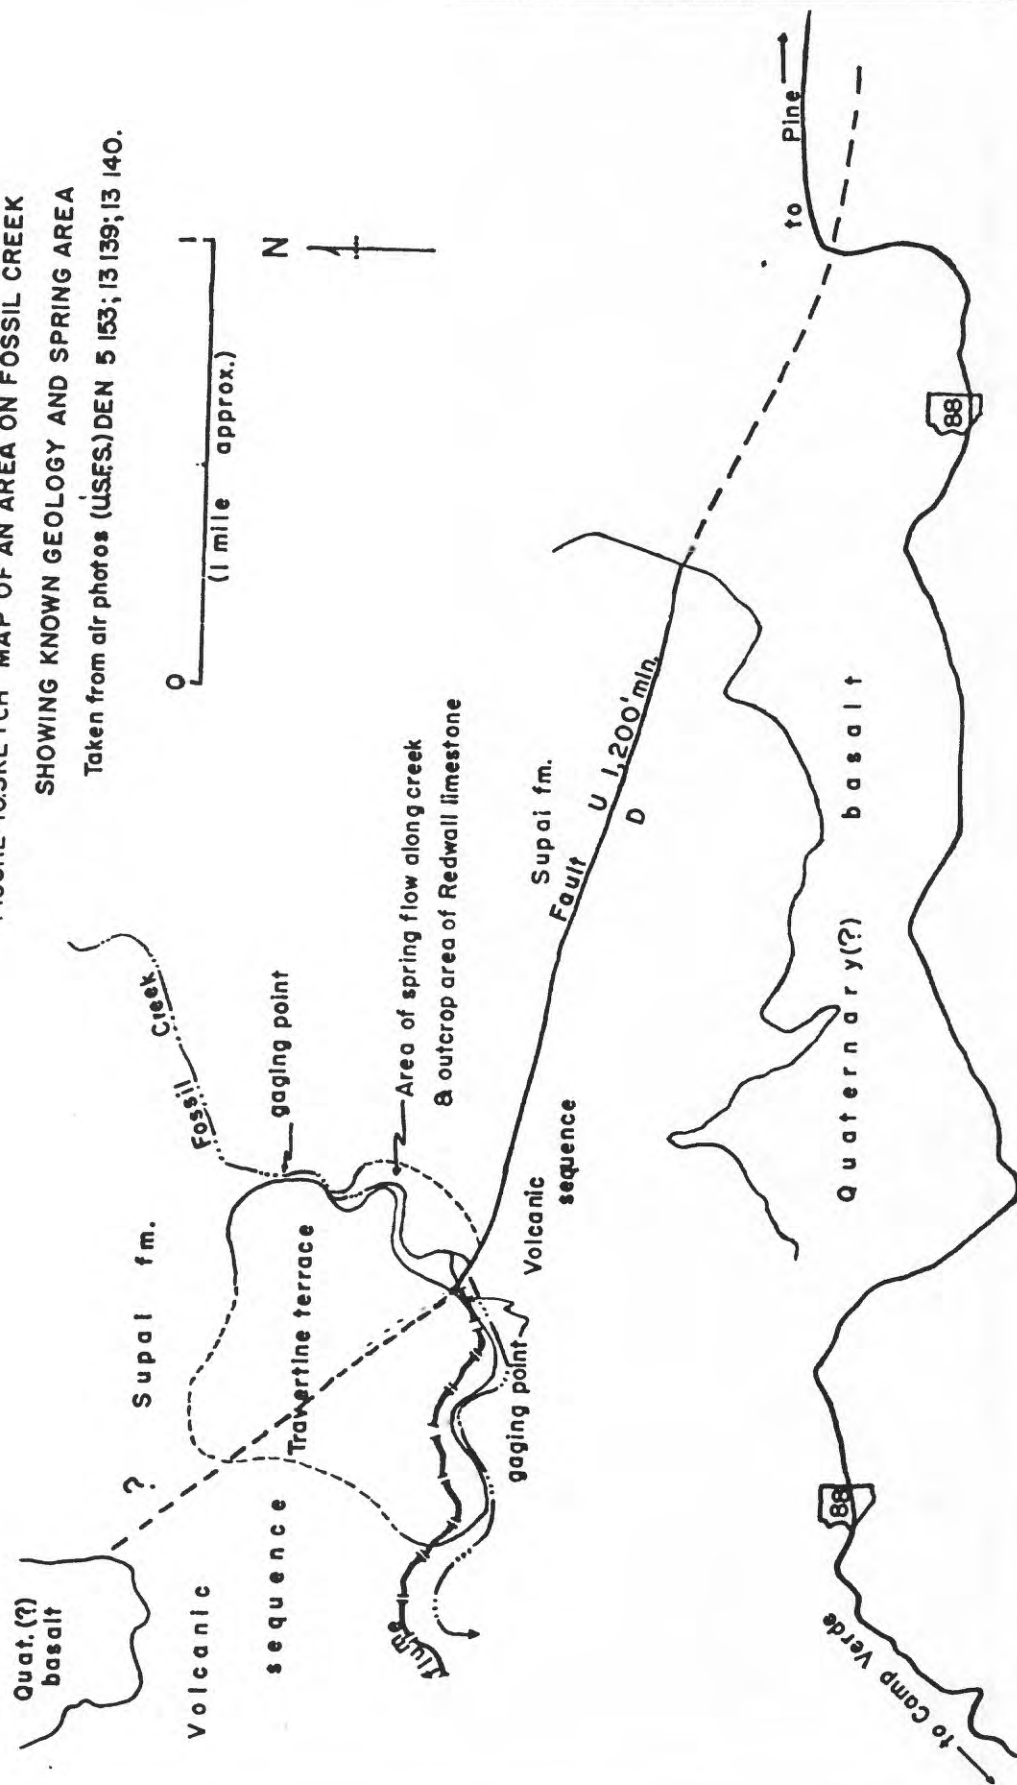 SKETCH MAP OF AN AREA ON FOSSIL CREEK
SHOWING KNOWN GEOLOGY AND SPRING AREA
Taken from air photos (U.S.F.S.) DEN 5 153; 13 139; 13 140.
0 1
(1 mile approx.)
N
Quat.(?)
basalt
?
Supai fm.
Fossil Creek
gaging point
Volcanic
sequence
Travertine terrace
Area of spring flow along creek
& outcrop area of Redwall limestone
flume
gaging point
Volcanic
sequence
Supai fm.
Fault
U 1,200' min.
D
to Pine
Quaternary(?) basalt
88
88
to Camp Verde